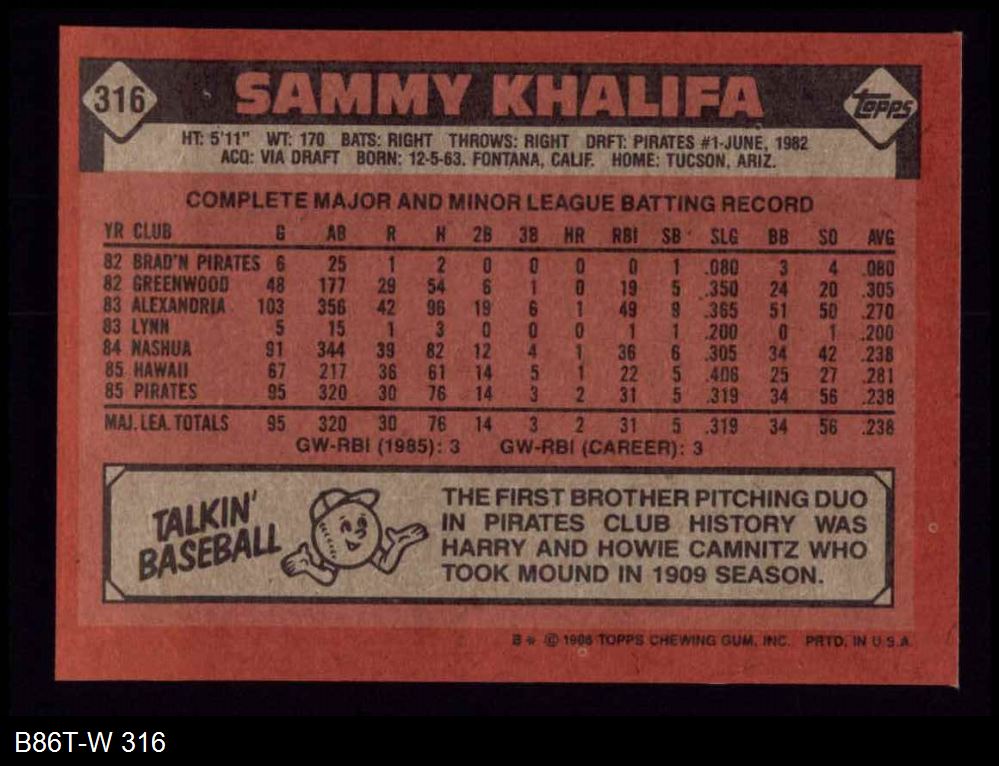 316
SAMMY KHALIFA
TOPPS
HT: 5'11" WT: 170 BATS: RIGHT THROWS: RIGHT DRFT: PIRATES #1-JUNE, 1982
ACQ: VIA DRAFT BORN: 12-5-63, FONTANA, CALIF. HOME: TUCSON, ARIZ.
COMPLETE MAJOR AND MINOR LEAGUE BATTING RECORD
YR CLUB G AB R H 2B 3B HR RBI SB SLG BB SO AVG
82 BRAD'N PIRATES 6 25 1 2 0 0 0 0 1 .080 3 4 .080
82 GREENWOOD 48 177 29 54 6 1 0 19 5 .350 24 20 .305
83 ALEXANDRIA 103 356 42 96 19 6 1 49 9 .365 51 50 .270
83 LYNN 5 15 1 3 0 0 0 1 1 .200 0 1 .200
84 NASHUA 91 344 39 82 12 4 1 36 6 .305 34 42 .238
85 HAWAII 67 217 36 61 14 5 1 22 5 .406 25 27 .281
85 PIRATES 95 320 30 76 14 3 2 31 5 .319 34 56 .238
MAJ. LEA. TOTALS 95 320 30 76 14 3 2 31 5 .319 34 56 .238
GW-RBI (1985): 3 GW-RBI (CAREER): 3
TALKIN'
BASEBALL
THE FIRST BROTHER PITCHING DUO
IN PIRATES CLUB HISTORY WAS
HARRY AND HOWIE CAMNITZ WHO
TOOK MOUND IN 1909 SEASON.
B* © 1986 TOPPS CHEWING GUM, INC. PRTD. IN U.S.A.
B86T-W 316